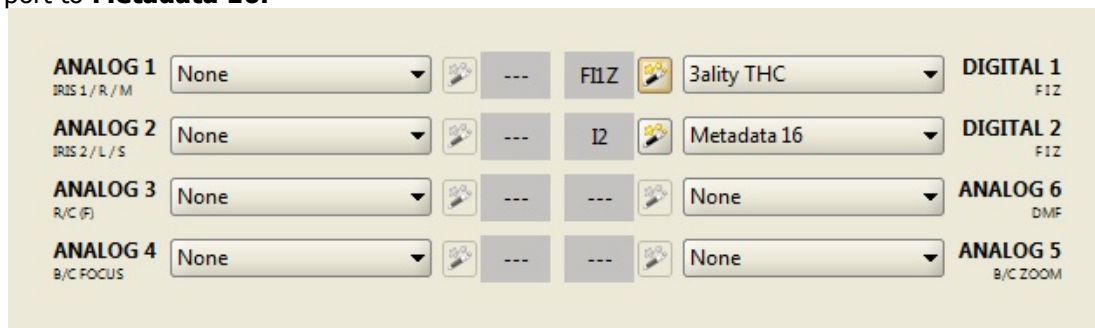 port to Metadata 16.
ANALOG 1 None --- FI1Z 3ality THC DIGITAL 1
IRIS 1 / R / M FIZ
ANALOG 2 None --- I2 Metadata 16 DIGITAL 2
IRIS 2 / L / S FIZ
ANALOG 3 None --- --- None ANALOG 6
R/C (F) DMF
ANALOG 4 None --- --- None ANALOG 5
B/C FOCUS B/C ZOOM